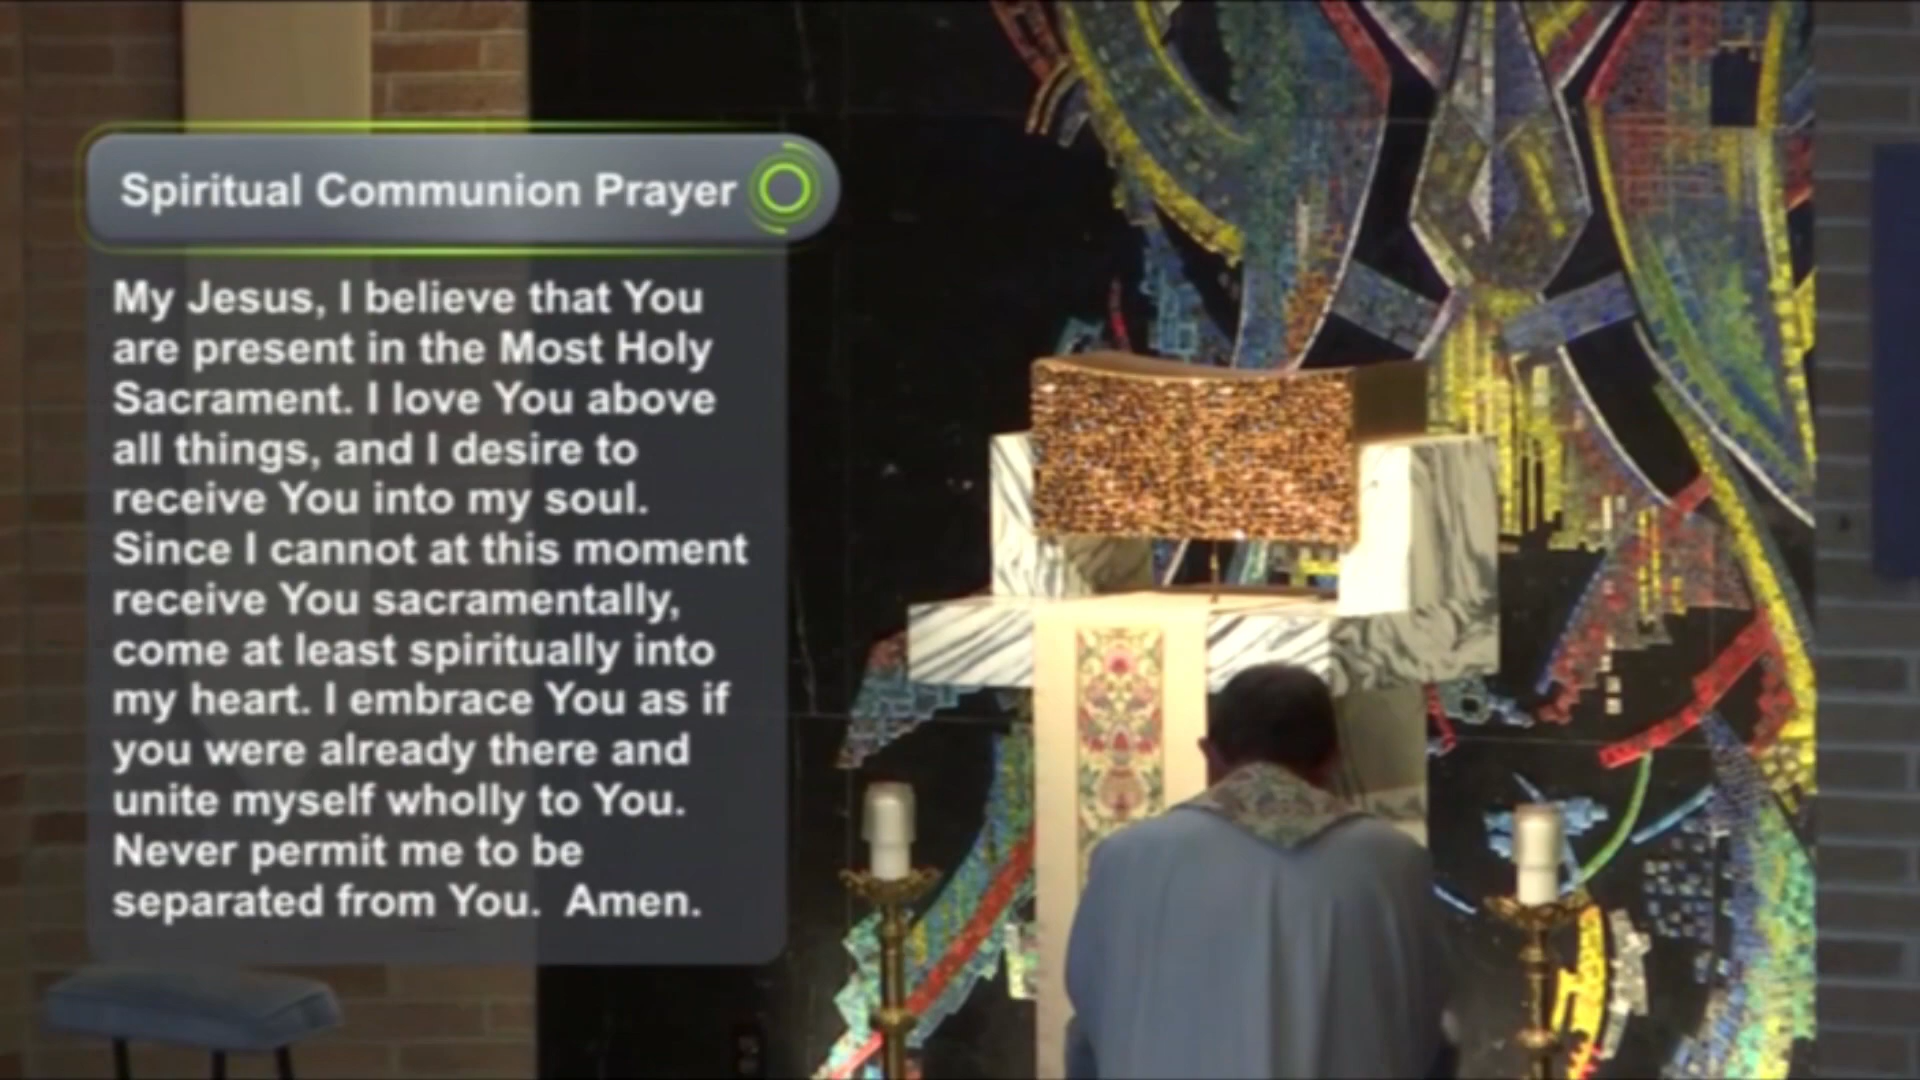 Spiritual Communion Prayer
My Jesus, I believe that You
are present in the Most Holy
Sacrament. I love You above
all things, and I desire to
receive You into my soul.
Since I cannot at this moment
receive You sacramentally,
come at least spiritually into
my heart. I embrace You as if
you were already there and
unite myself wholly to You.
Never permit me to be
separated from You.  Amen.